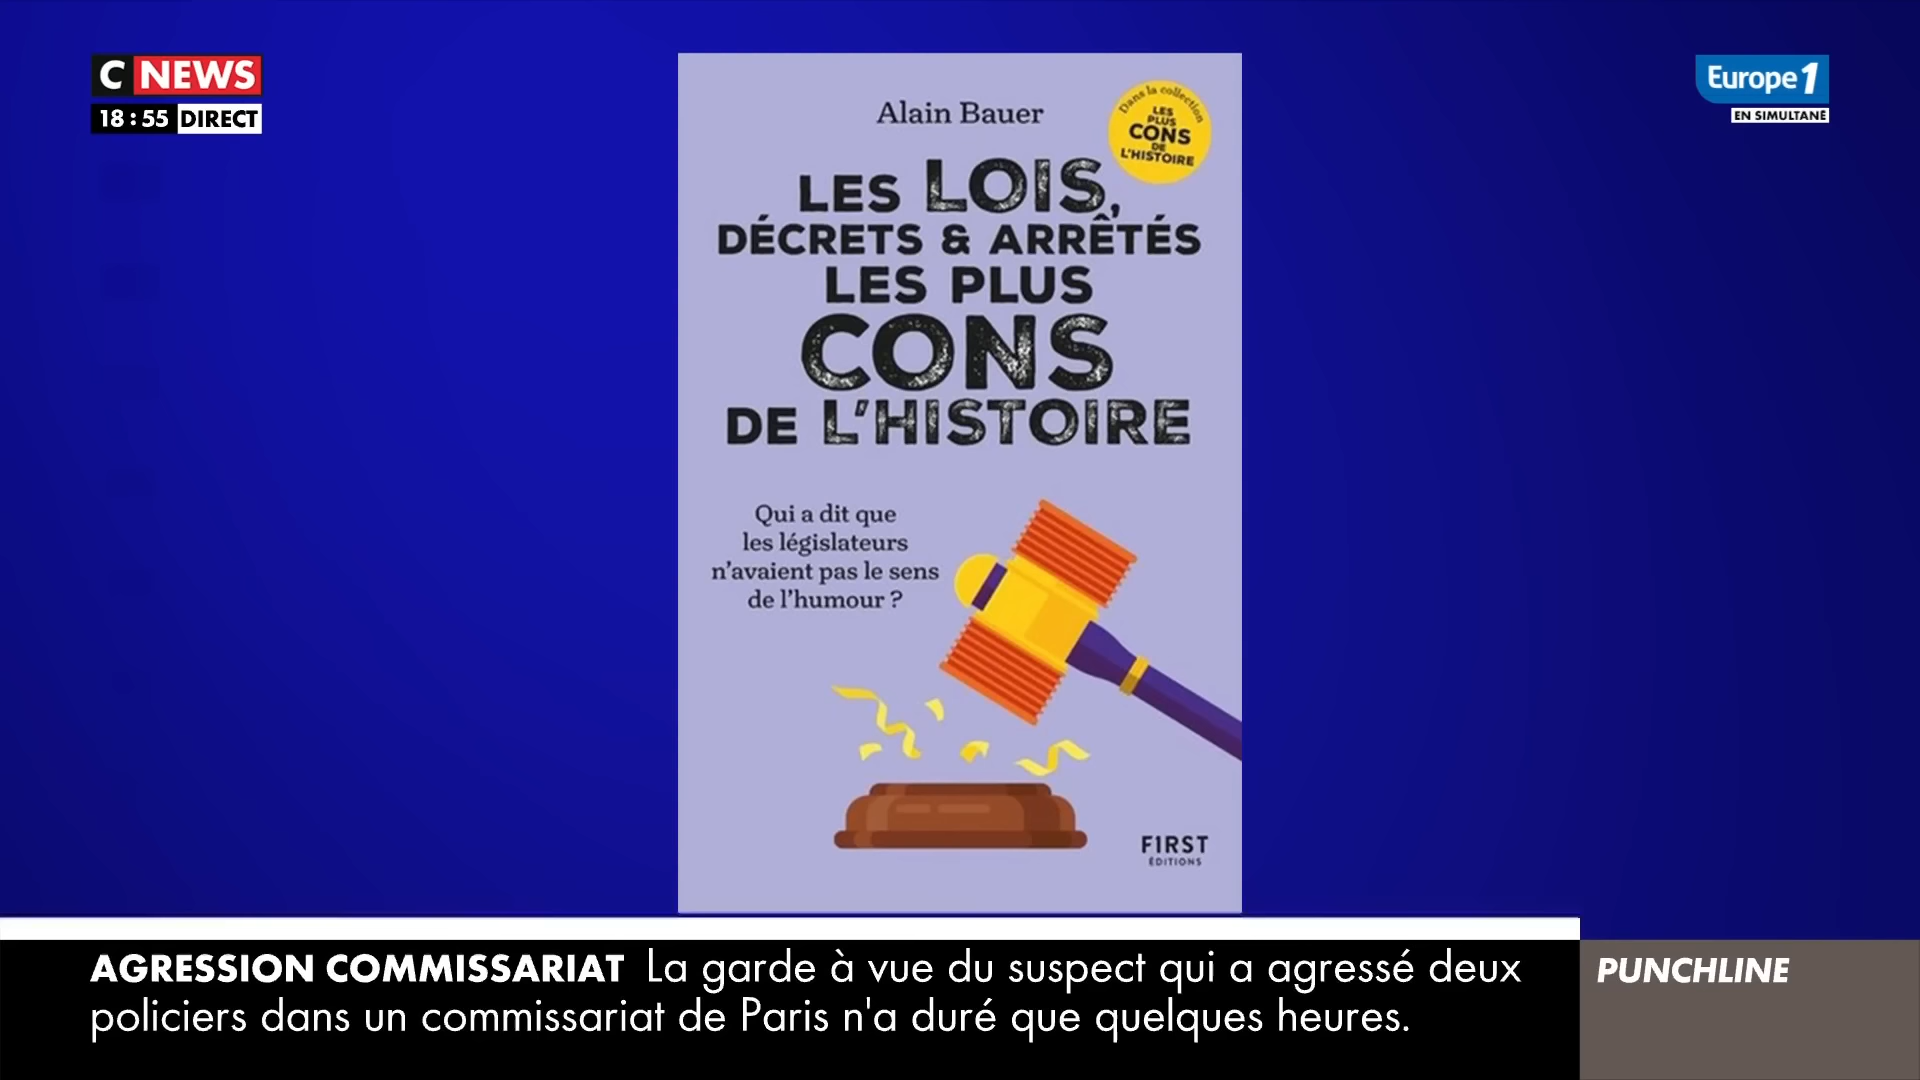 CNEWS
18:55 DIRECT
Europe1
EN SIMULTANÉ
Alain Bauer
Dans la collection
LES
PLUS
CONS
DE
L'HISTOIRE
LES LOIS,
DÉCRETS & ARRÊTÉS
LES PLUS
CONS
DE L'HISTOIRE
Qui a dit que
les législateurs
n'avaient pas le sens
de l'humour ?
FIRST
ÉDITIONS
AGRESSION COMMISSARIAT La garde à vue du suspect qui a agressé deux
policiers dans un commissariat de Paris n'a duré que quelques heures.
PUNCHLINE